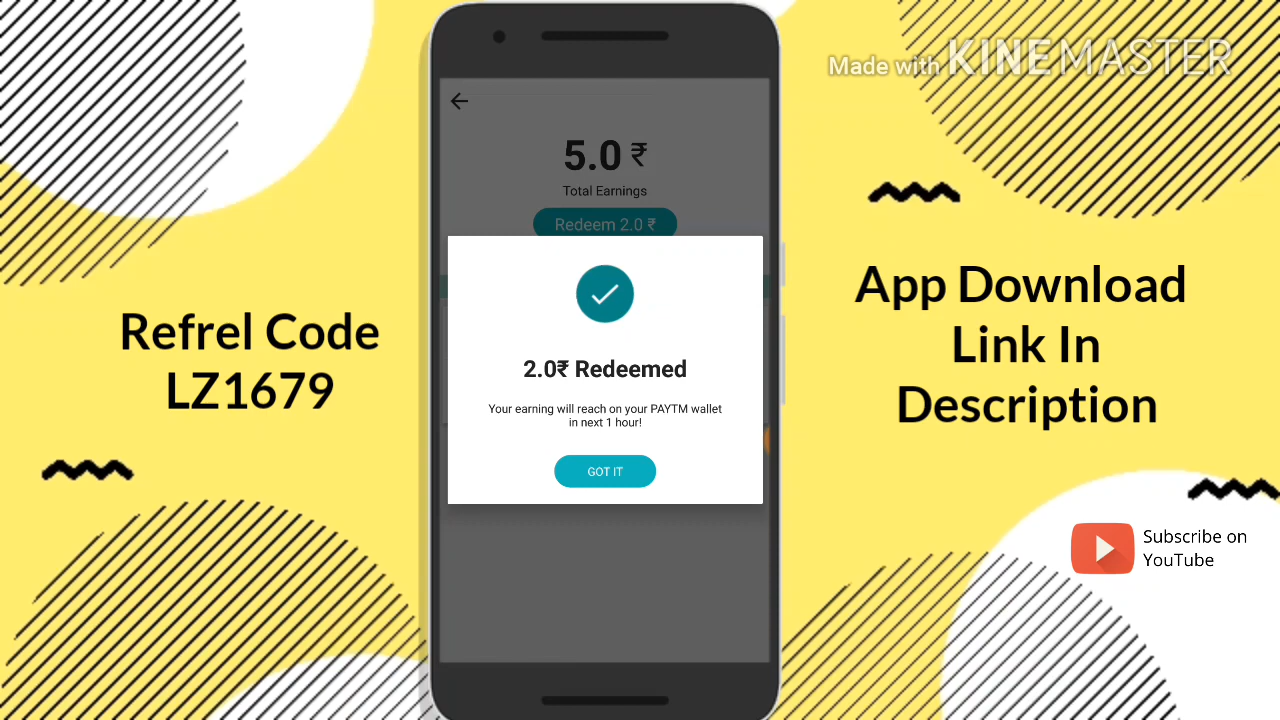 Made with KINEMASTER
5.0 ₹
Total Earnings
Redeem 2.0 ₹
2.0₹ Redeemed
Your earning will reach on your PAYTM wallet
in next 1 hour!
GOT IT
Refrel Code
LZ1679
App Download
Link In
Description
Subscribe on
YouTube